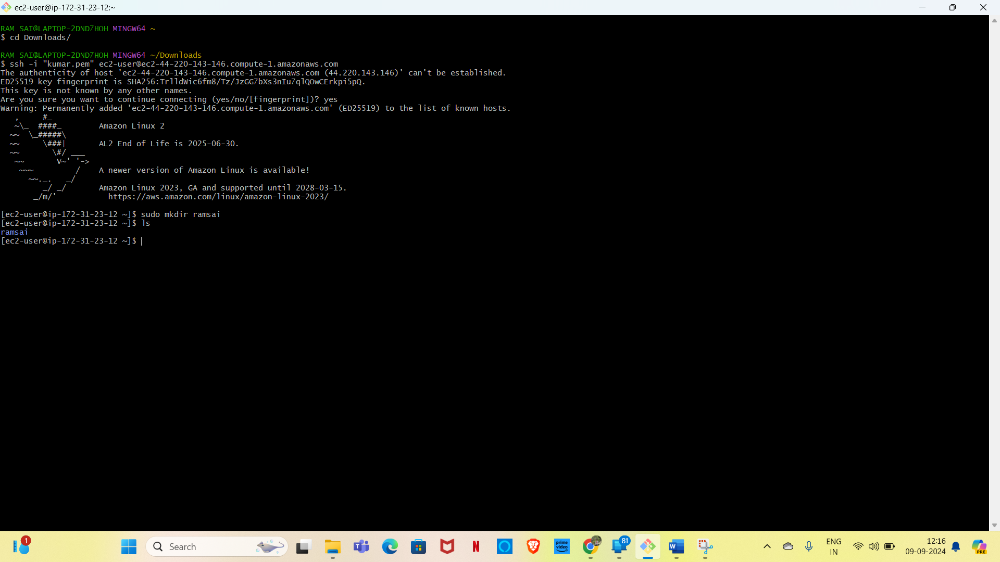 ec2-user@ip-172-31-23-12:~
RAM SAI@LAPTOP-2DND7HOH MINGW64 ~
$ cd Downloads/
RAM SAI@LAPTOP-2DND7HOH MINGW64 ~/Downloads
$ ssh -i "kumar.pem" ec2-user@ec2-44-220-143-146.compute-1.amazonaws.com
The authenticity of host 'ec2-44-220-143-146.compute-1.amazonaws.com (44.220.143.146)' can't be established.
ED25519 key fingerprint is SHA256:TrlldWic6fm8/Tz/JzGG7bXs3nIu7qlQOwCErkpi5pQ.
This key is not known by any other names.
Are you sure you want to continue connecting (yes/no/[fingerprint])? yes
Warning: Permanently added 'ec2-44-220-143-146.compute-1.amazonaws.com' (ED25519) to the list of known hosts.
   ,     #_
   ~\_  ####_        Amazon Linux 2
  ~~  \_#####\
  ~~     \###|       AL2 End of Life is 2025-06-30.
  ~~       \#/ ___
   ~~       V~' '->
    ~~~         /    A newer version of Amazon Linux is available!
      ~~._.   _/
         _/ _/       Amazon Linux 2023, GA and supported until 2028-03-15.
       _/m/'           https://aws.amazon.com/linux/amazon-linux-2023/
[ec2-user@ip-172-31-23-12 ~]$ sudo mkdir ramsai
[ec2-user@ip-172-31-23-12 ~]$ ls
ramsai
[ec2-user@ip-172-31-23-12 ~]$
1
Search
prime video
81
ENG
IN
12:16
09-09-2024
PRE